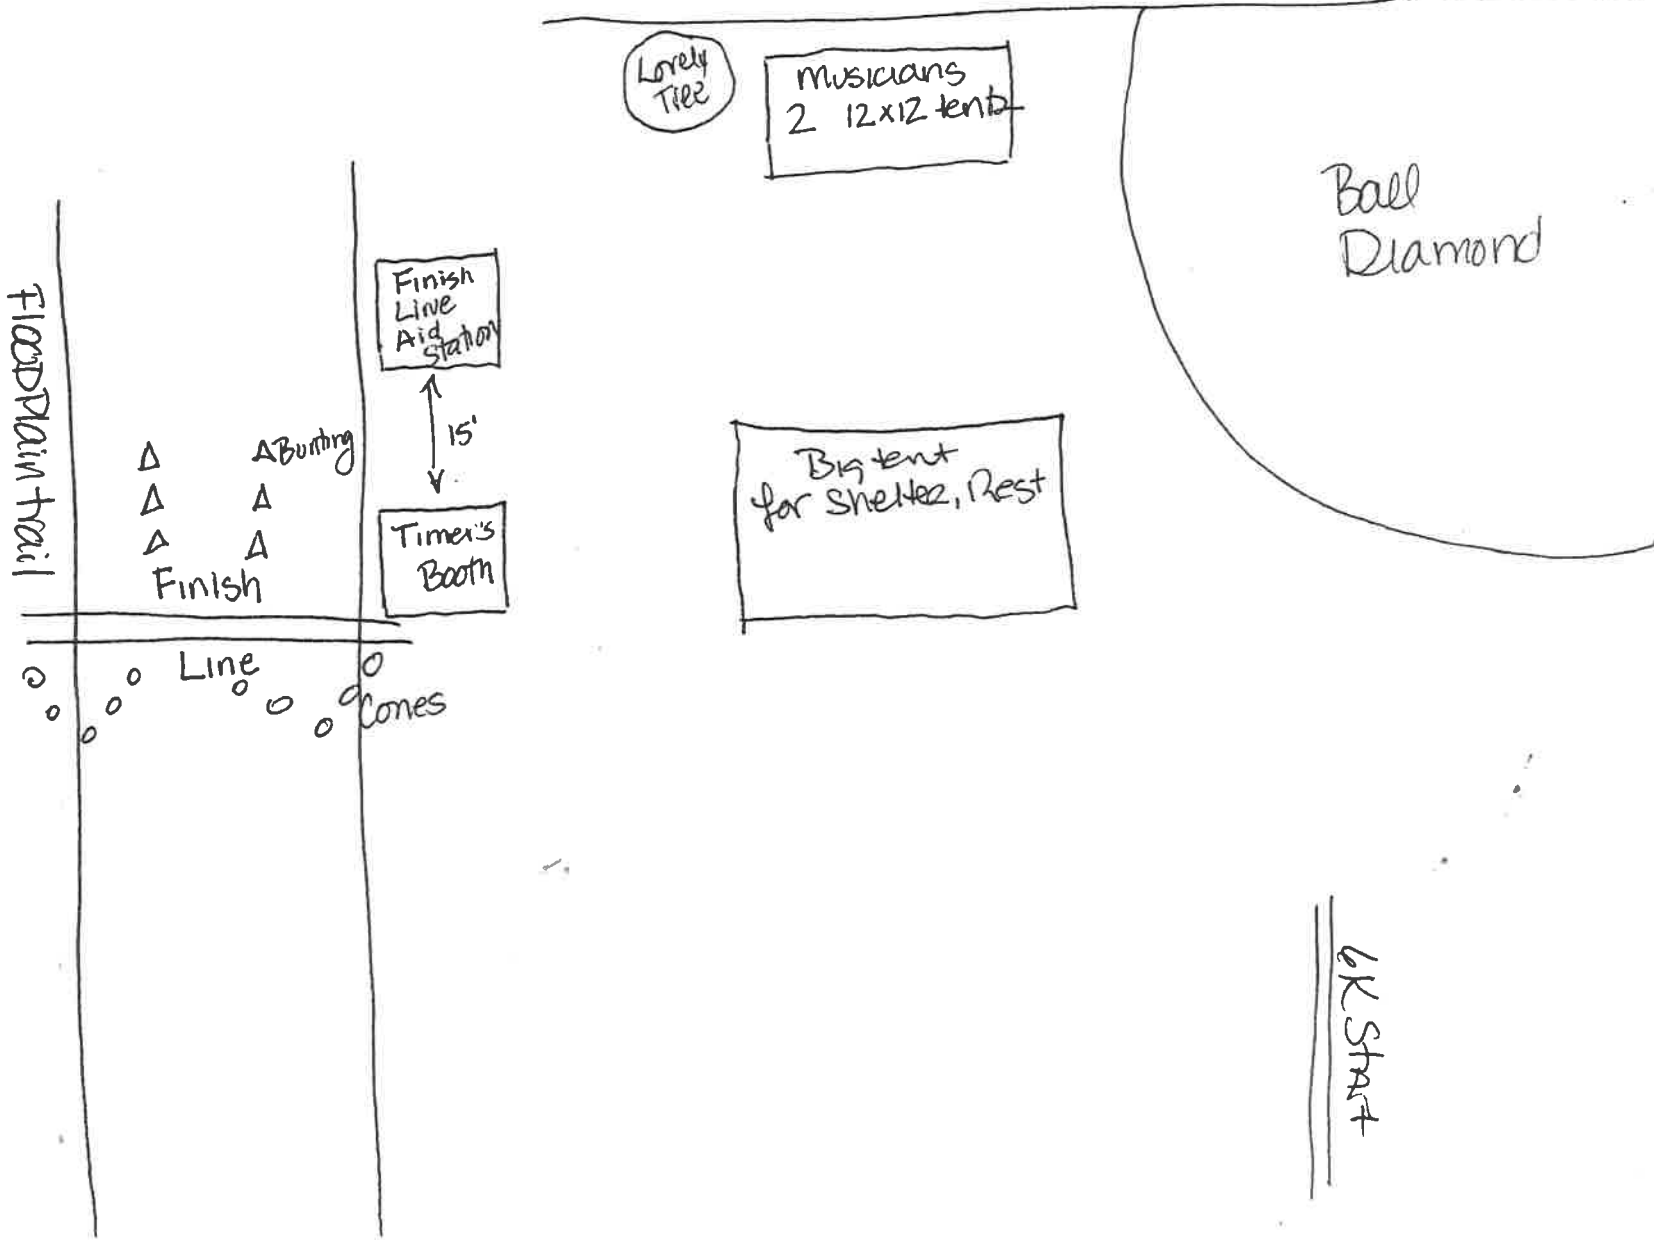 Lovely
Tree
Musicians
2 12x12 tents
Ball
Diamond
Finish
Line
Aid
Station
15'
Timer's
Booth
FloodPlain trail
Bunting
Finish
Line
Cones
Big tent
for Shelter, Rest
6K Start